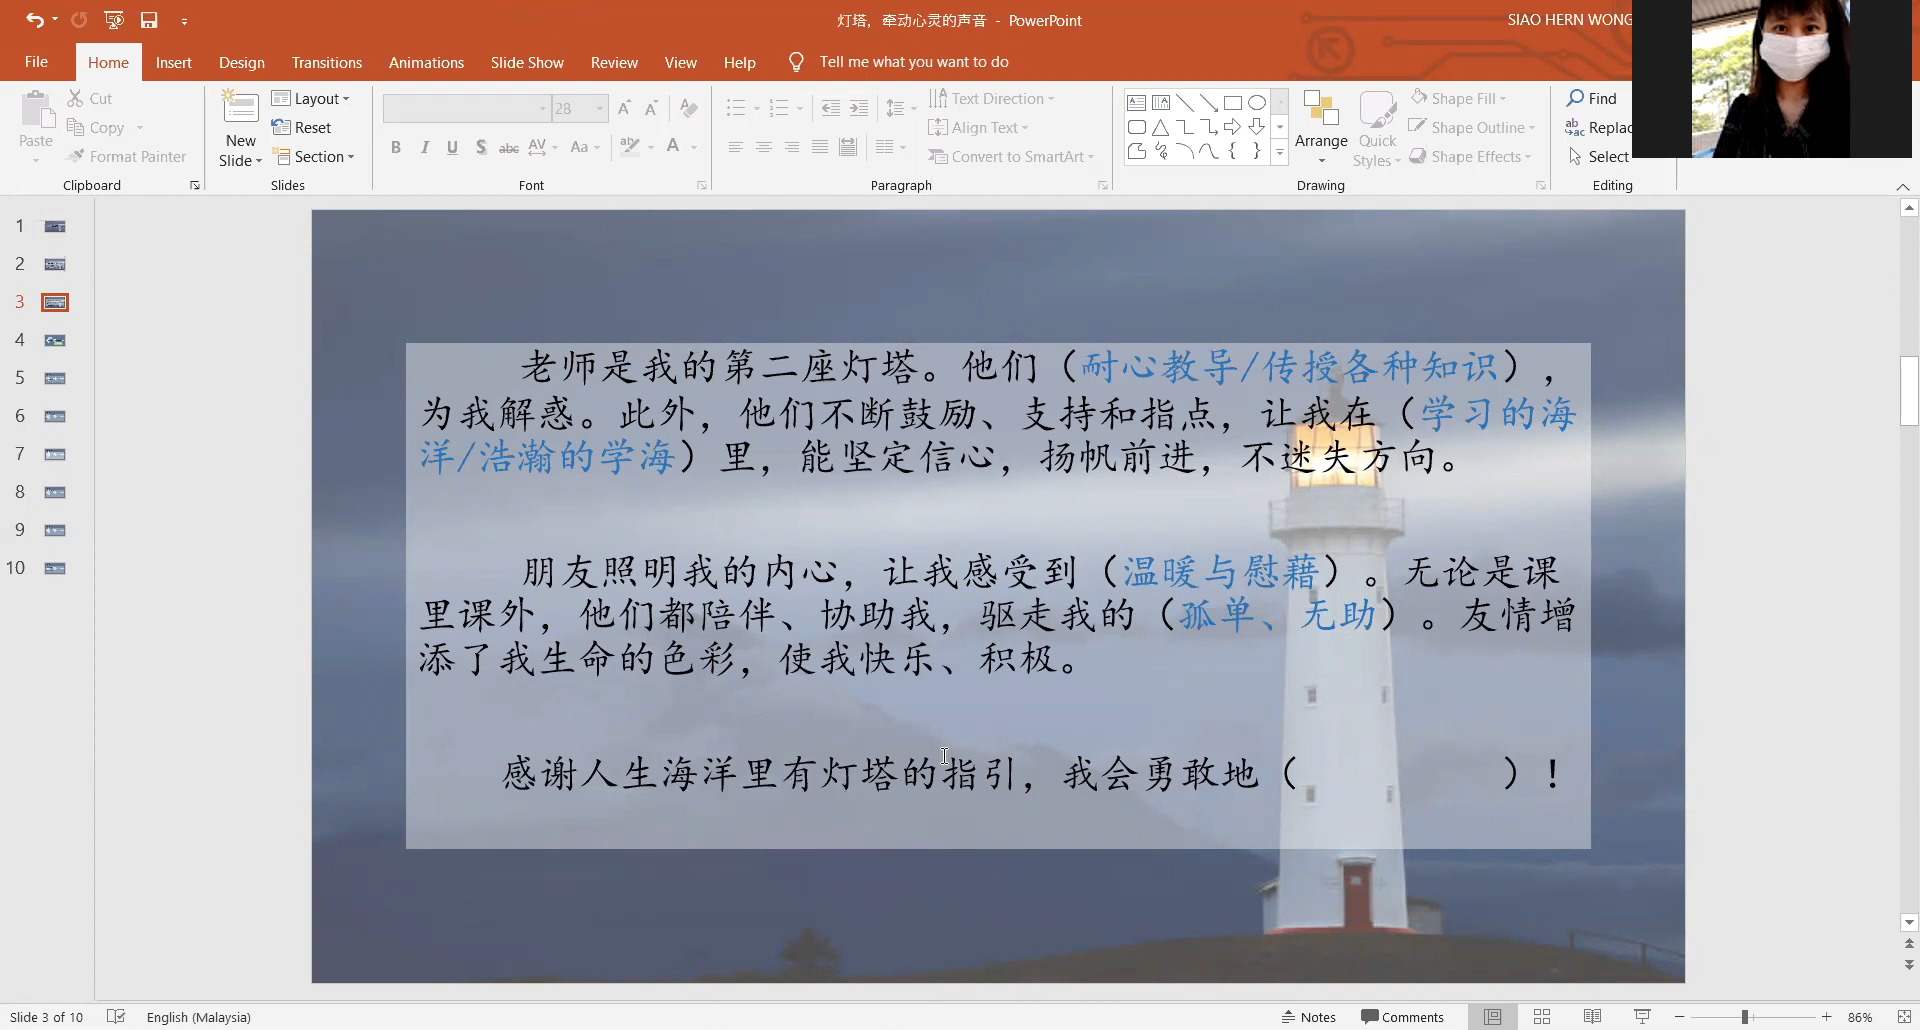 灯塔，牵动心灵的声音 - PowerPoint
SIAO HERN WONG
File
Home
Insert
Design
Transitions
Animations
Slide Show
Review
View
Help
Tell me what you want to do
Paste
Cut
Copy
Format Painter
Clipboard
New
Slide
Layout
Reset
Section
Slides
28
B I U S abc AV Aa A
Font
Text Direction
Align Text
Convert to SmartArt
Paragraph
Arrange
Quick
Styles
Shape Fill
Shape Outline
Shape Effects
Drawing
Find
Replac
Select
Editing
1
2
3
4
5
6
7
8
9
10
老师是我的第二座灯塔。他们（耐心教导/传授各种知识），
为我解惑。此外，他们不断鼓励、支持和指点，让我在（学习的海
洋/浩瀚的学海）里，能坚定信心，扬帆前进，不迷失方向。
朋友照明我的内心，让我感受到（温暖与慰藉）。无论是课
里课外，他们都陪伴、协助我，驱走我的（孤单、无助）。友情增
添了我生命的色彩，使我快乐、积极。
感谢人生海洋里有灯塔的指引，我会勇敢地（ ）！
Slide 3 of 10
English (Malaysia)
Notes
Comments
86%